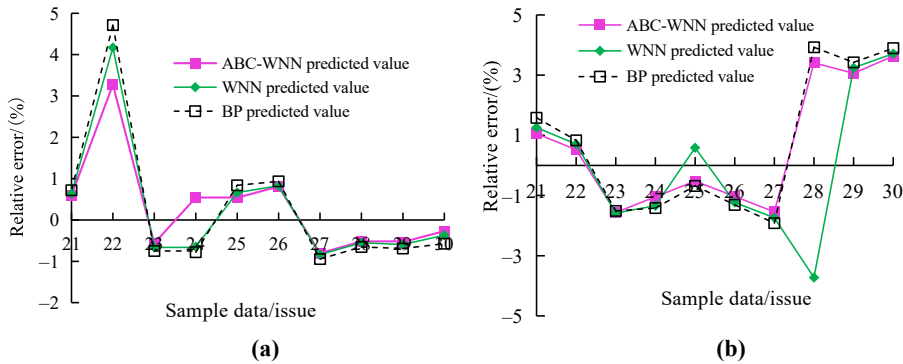 (a)
5
4
3
2
1
0
–1
–2
Relative error/(%)
ABC-WNN predicted value
WNN predicted value
BP predicted value
21 22 23 24 25 26 27 28 29 30
Sample data/issue
(a)
(b)
5
3
1
–1
–3
–5
Relative error/(%)
ABC-WNN predicted value
WNN predicted value
BP predicted value
21 22 23 24 25 26 27 28 29 30
Sample data/issue
(b)